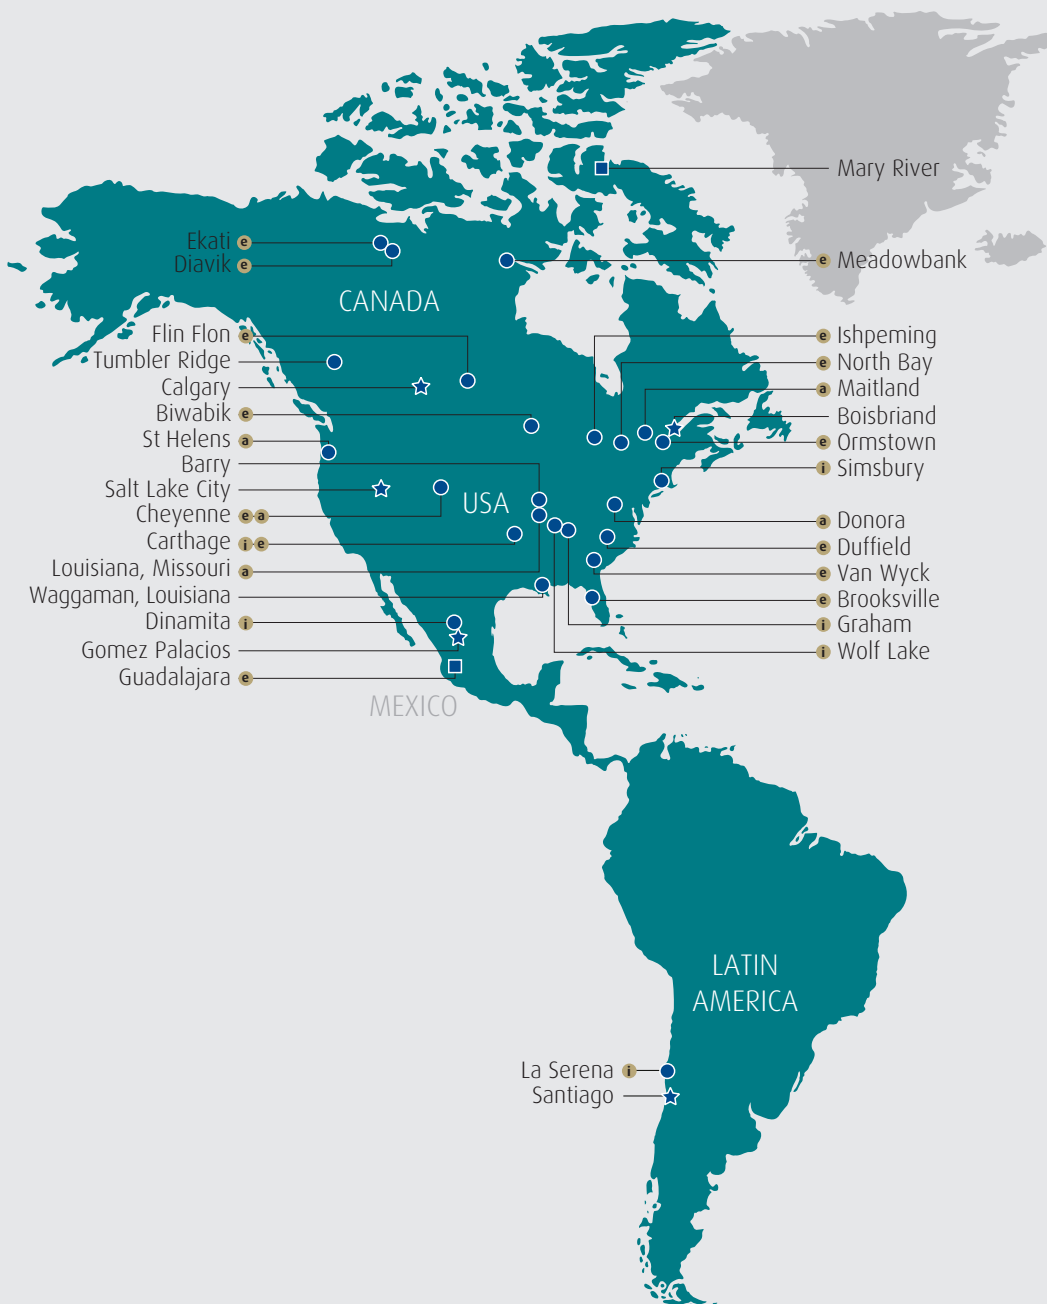 Mary River
Ekati e
Diavik e
e Meadowbank
CANADA
Flin Flon e
Tumbler Ridge
Calgary
Biwabik e
St Helens a
Barry
Salt Lake City
Cheyenne e a
Carthage i e
Louisiana, Missouri a
Waggaman, Louisiana
Dinamita i
Gomez Palacios
Guadalajara e
e Ishpeming
e North Bay
a Maitland
Boisbriand
e Ormstown
i Simsbury
USA
a Donora
e Duffield
e Van Wyck
e Brooksville
i Graham
i Wolf Lake
MEXICO
LATIN
AMERICA
La Serena i
Santiago